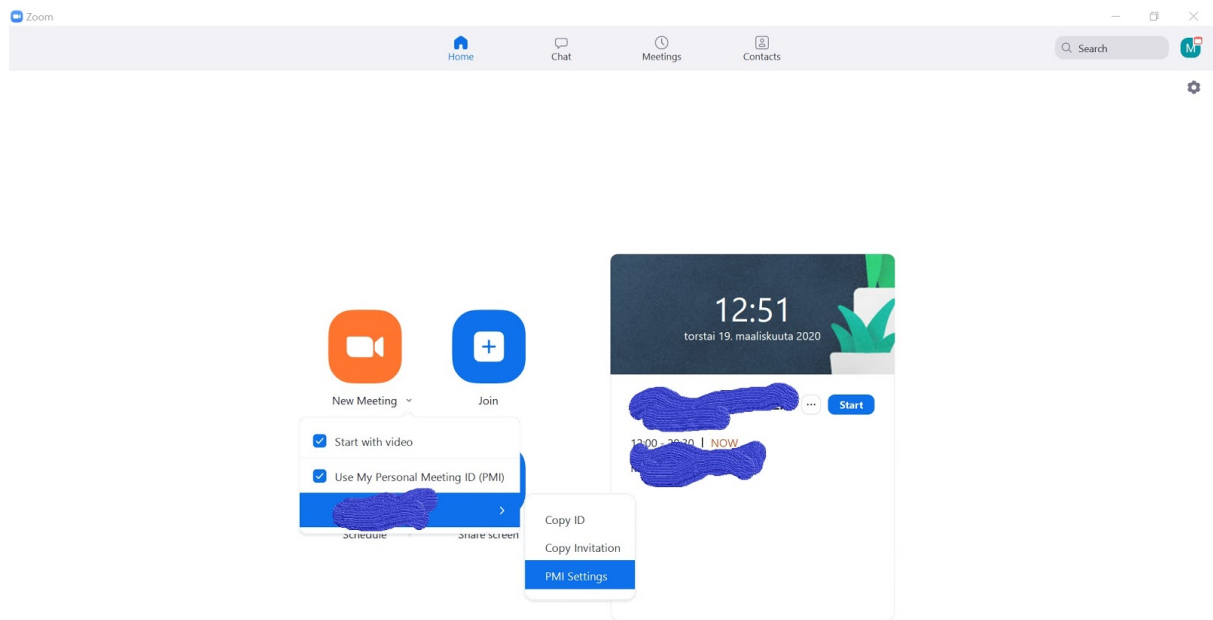 Zoom
Home
Chat
Meetings
Contacts
Search
M
12:51
torstai 19. maaliskuuta 2020
New Meeting
Join
Start
Start with video
NOW
Use My Personal Meeting ID (PMI)
Copy ID
Schedule
Share screen
Copy Invitation
PMI Settings